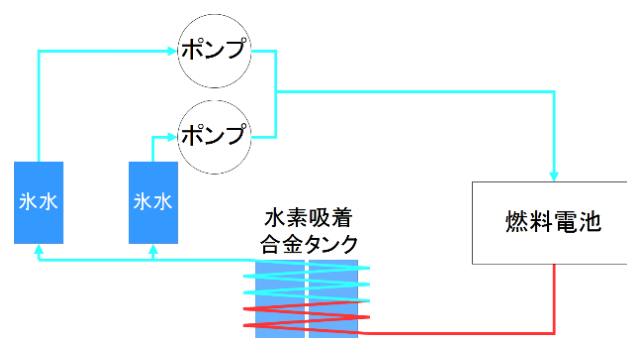 ポンプ
ポンプ
氷水
氷水
水素吸着
合金タンク
燃料電池